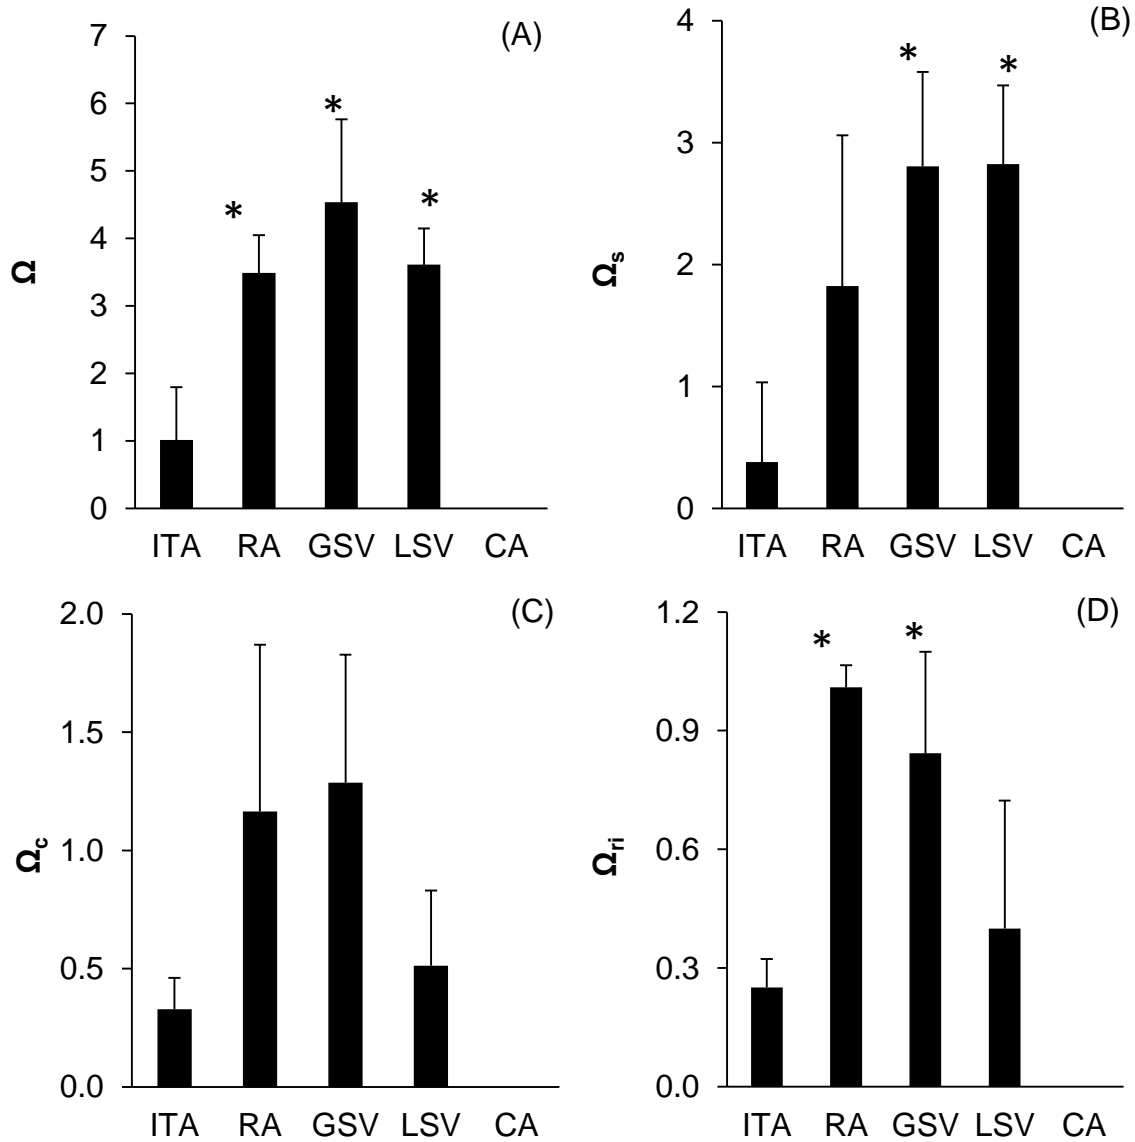 (A)
7
6
5
4
3
2
1
0
Ω
* * *
ITA RA GSV LSV CA
(B)
4
3
2
1
0
Ωs
* *
ITA RA GSV LSV CA
(C)
2.0
1.5
1.0
0.5
0.0
Ωc
ITA RA GSV LSV CA
(D)
1.2
0.9
0.6
0.3
0.0
Ωri
* *
ITA RA GSV LSV CA